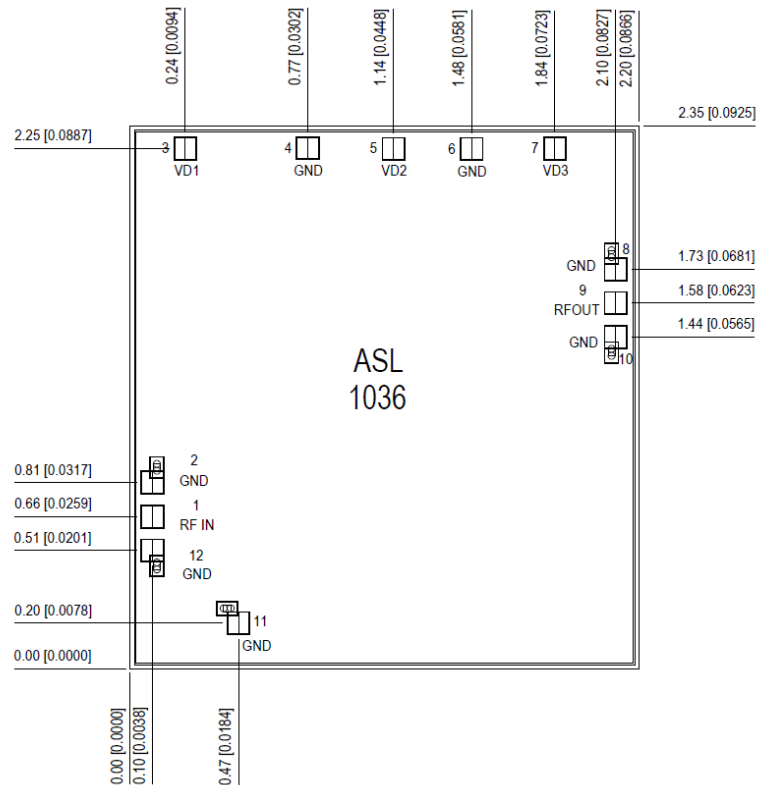 0.24 [0.0094]
0.77 [0.0302]
1.14 [0.0448]
1.48 [0.0581]
1.84 [0.0723]
2.10 [0.0827]
2.20 [0.0866]
2.35 [0.0925]
2.25 [0.0887]
3
VD1
4
GND
5
VD2
6
GND
7
VD3
8
GND
1.73 [0.0681]
9
RFOUT
1.58 [0.0623]
GND
10
1.44 [0.0565]
ASL
1036
0.81 [0.0317]
2
GND
0.66 [0.0259]
1
RF IN
0.51 [0.0201]
12
GND
0.20 [0.0078]
11
GND
0.00 [0.0000]
0.00 [0.0000]
0.10 [0.0038]
0.47 [0.0184]